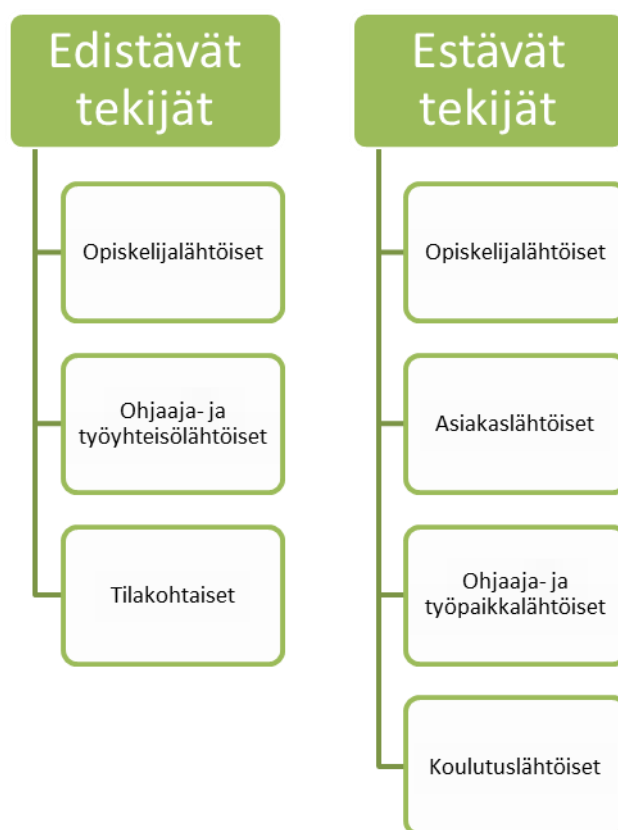 Edistävät
tekijät
Opiskelijalähtöiset
Ohjaaja- ja
työyhteisölähtöiset
Tilakohtaiset
Estävät
tekijät
Opiskelijalähtöiset
Asiakaslähtöiset
Ohjaaja- ja
työpaikkalähtöiset
Koulutuslähtöiset